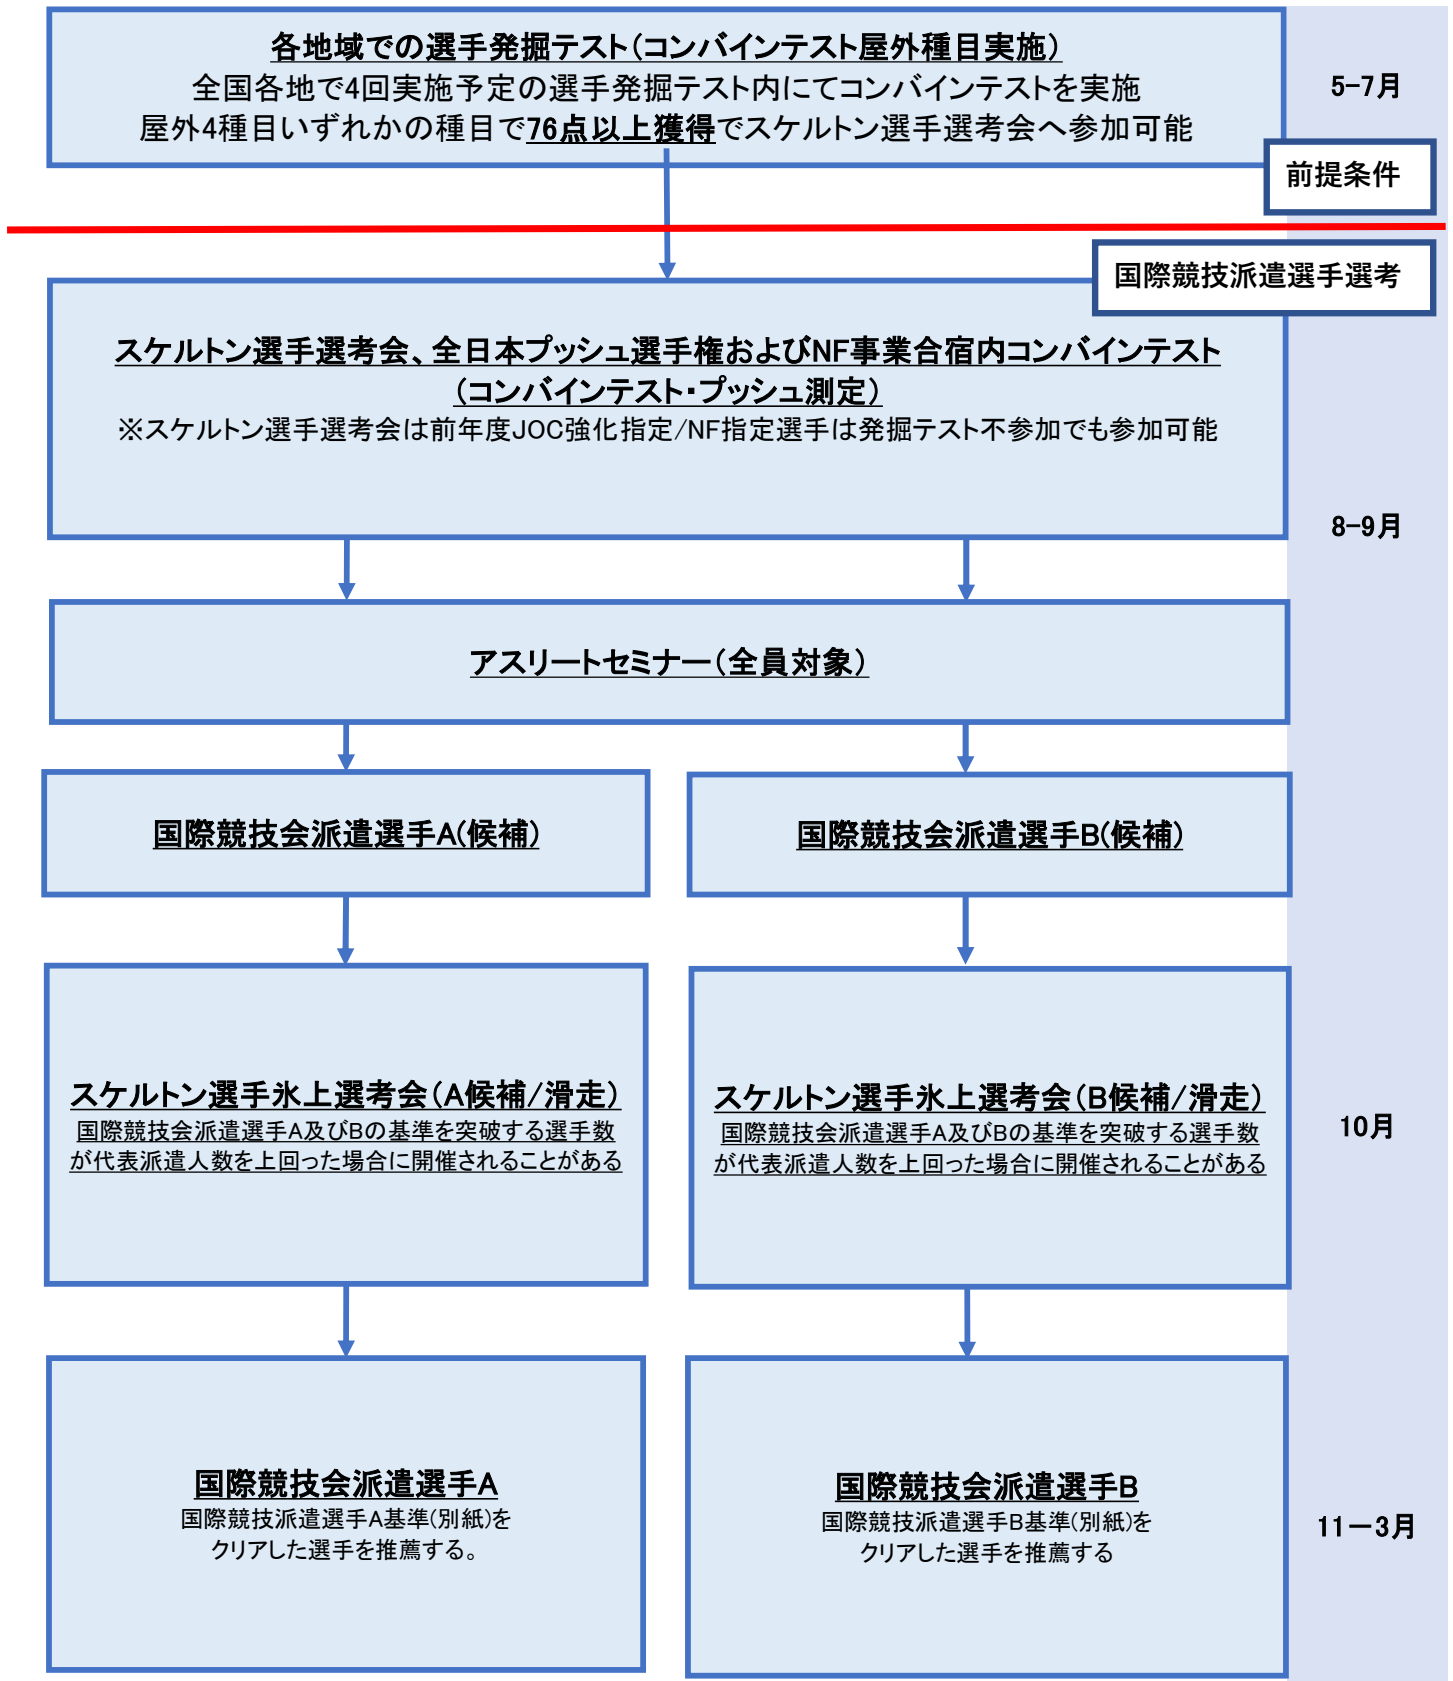 各地域での選手発掘テスト(コンバインテスト屋外種目実施)
全国各地で4回実施予定の選手発掘テスト内にてコンバインテストを実施
屋外4種目いずれかの種目で76点以上獲得でスケルトン選手選考会へ参加可能
5-7月
前提条件
国際競技派遣選手選考
スケルトン選手選考会、全日本プッシュ選手権およびNF事業合宿内コンバインテスト
(コンバインテスト・プッシュ測定)
※スケルトン選手選考会は前年度JOC強化指定/NF指定選手は発掘テスト不参加でも参加可能
8-9月
アスリートセミナー(全員対象)
国際競技会派遣選手A(候補)
国際競技会派遣選手B(候補)
スケルトン選手氷上選考会(A候補/滑走)
国際競技会派遣選手A及びBの基準を突破する選手数
が代表派遣人数を上回った場合に開催されることがある
スケルトン選手氷上選考会(B候補/滑走)
国際競技会派遣選手A及びBの基準を突破する選手数
が代表派遣人数を上回った場合に開催されることがある
10月
国際競技会派遣選手A
国際競技派遣選手A基準(別紙)を
クリアした選手を推薦する。
国際競技会派遣選手B
国際競技派遣選手B基準(別紙)を
クリアした選手を推薦する
11－3月